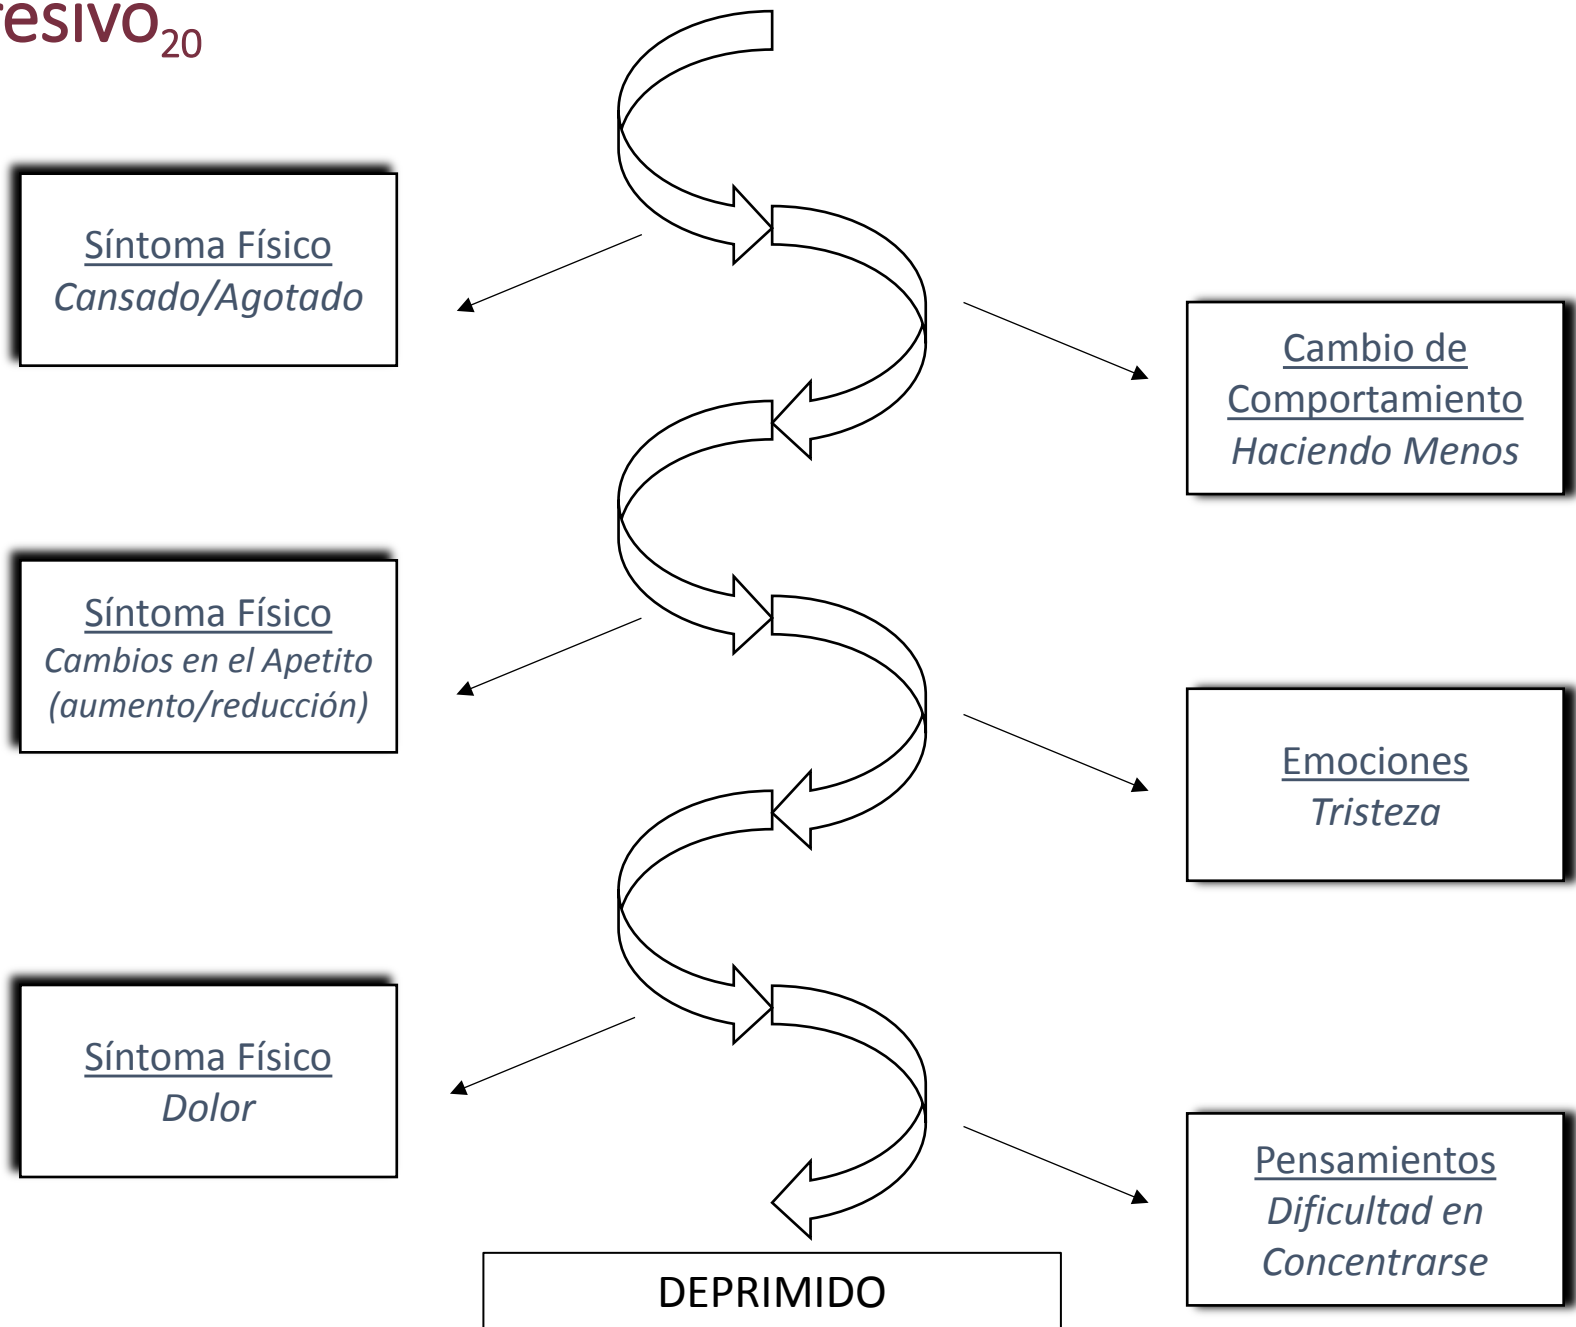 resivo20
Síntoma Físico
Cansado/Agotado
Cambio de
Comportamiento
Haciendo Menos
Síntoma Físico
Cambios en el Apetito
(aumento/reducción)
Emociones
Tristeza
Síntoma Físico
Dolor
Pensamientos
Dificultad en
Concentrarse
DEPRIMIDO